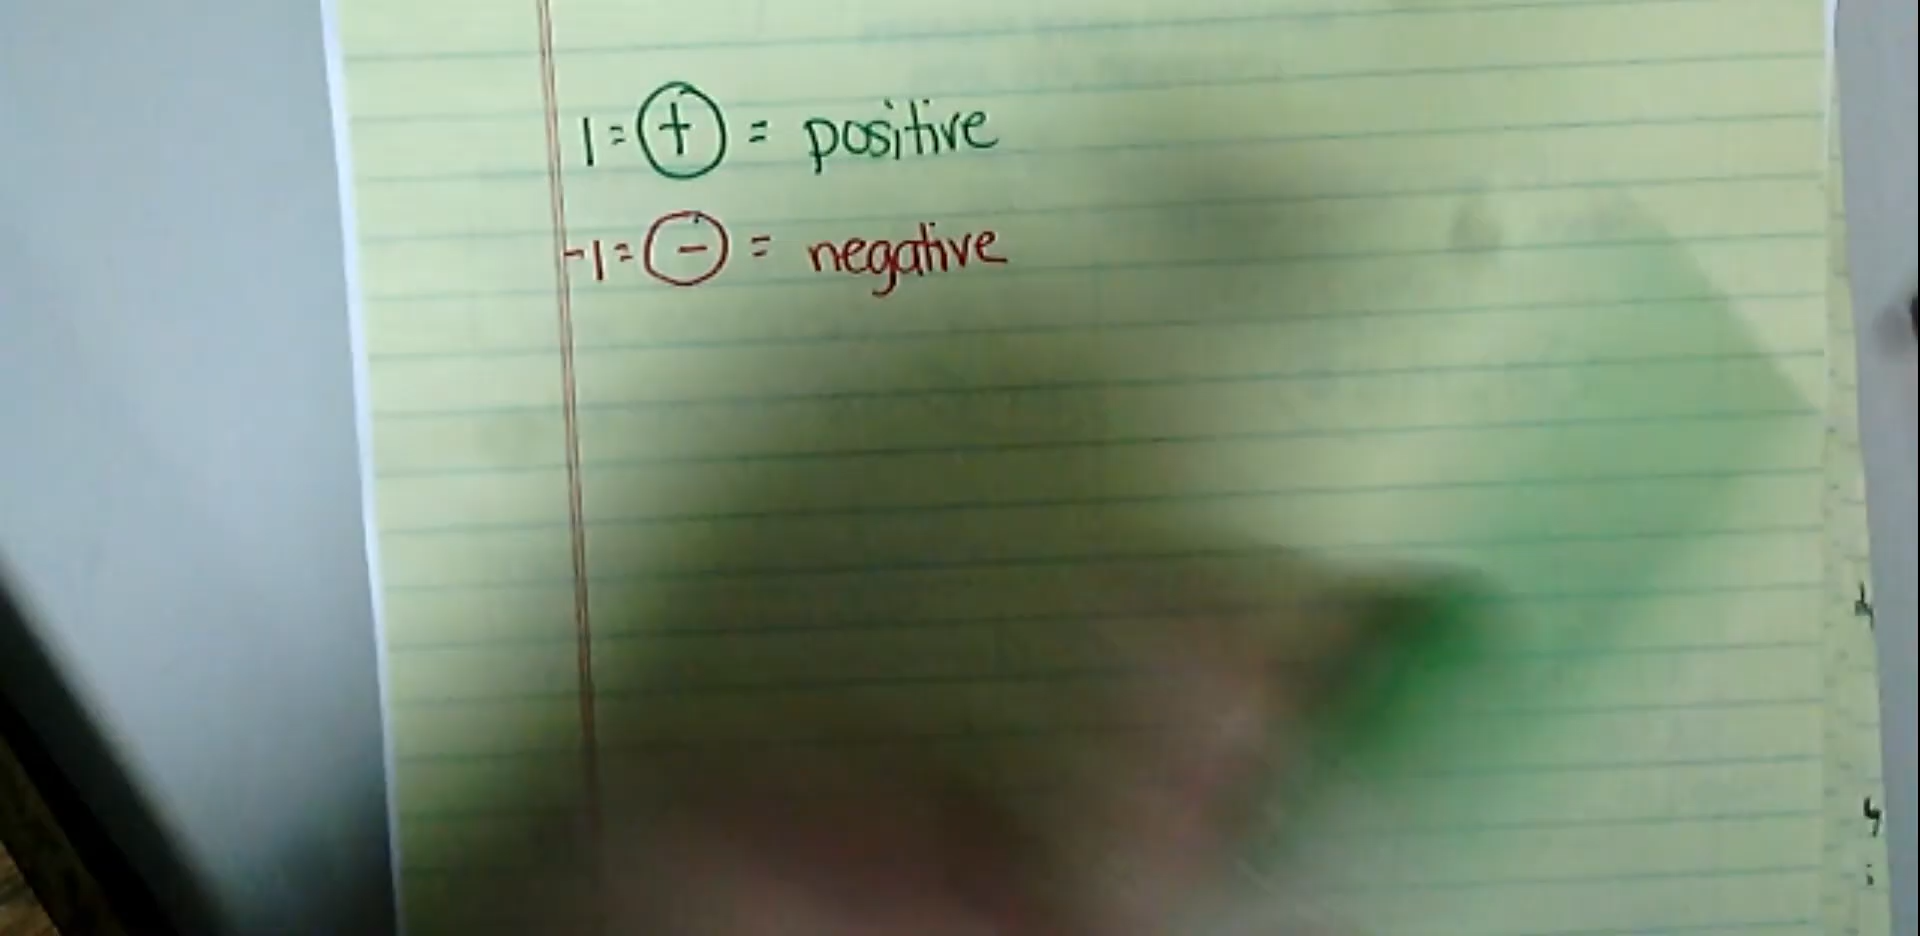 1 = + = positive
-1 = - = negative